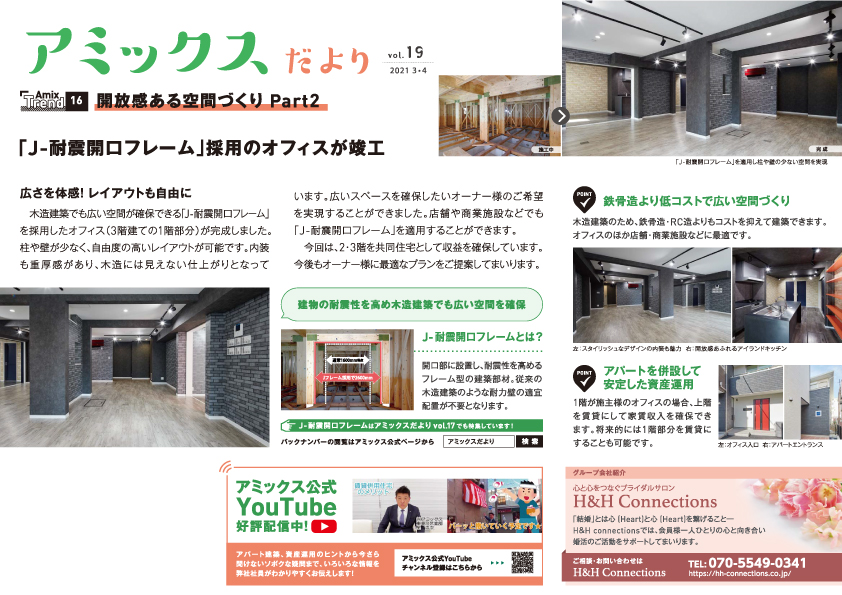 アミックスだより
vol.19
2021 3・4
Amix Trend 16 開放感ある空間づくり Part2
「J-耐震開口フレーム」採用のオフィスが竣工
施工中
完成
「J-耐震開口フレーム」を適用し柱や壁の少ない空間を実現
広さを体感！レイアウトも自由に
木造建築でも広い空間が確保できる「J-耐震開口フレーム」
を採用したオフィス（3階建ての1階部分）が完成しました。
柱や壁が少なく、自由度の高いレイアウトが可能です。内装
も重厚感があり、木造には見えない仕上がりとなって
います。広いスペースを確保したいオーナー様のご希望
を実現することができました。店舗や商業施設などでも
「J-耐震開口フレーム」を適用することができます。
今回は、2・3階を共同住宅として収益を確保しています。
今後もオーナー様に最適なプランをご提案してまいります。
建物の耐震性を高め木造建築でも広い空間を確保
J-耐震開口フレームとは？
開口部に設置し、耐震性を高める
フレーム型の建築部材。従来の
木造建築のような耐力壁の適宜
配置が不要となります。
J-耐震開口フレームはアミックスだより vol.17でも特集しています！
バックナンバーの閲覧はアミックス公式ページから
アミックスだより
検索
POINT
鉄骨造より低コストで広い空間づくり
木造建築のため、鉄骨造・RC造よりもコストを抑えて建築できます。
オフィスのほか店舗・商業施設などに最適です。
左：スタイリッシュなデザインの内装も魅力 右：開放感あふれるアイランドキッチン
POINT
アパートを併設して
安定した資産運用
1階が施主様のオフィスの場合、上階
を賃貸にして家賃収入を確保でき
ます。将来的には1階部分を賃貸に
することも可能です。
左：オフィス入口 右：アパートエントランス
アミックス公式
YouTube
好評配信中！
賃貸併用住宅
のメリット
アパート建築、資産運用のヒントから今さら
聞けないソボクな疑問まで、いろいろな情報を
弊社社員がわかりやすくお伝えします！
アミックス公式YouTube
チャンネル登録はこちらから
グループ会社紹介
心と心をつなぐブライダルサロン
H&H Connections
「結婚」とは心 (Heart)と心 (Heart)を繋げること―
H&H connectionsでは、会員様一人ひとりの心と向き合い
婚活のご活動をサポートしてまいります。
ご相談・お問い合わせは
H&H Connections
TEL：070-5549-0341
https://hh-connections.co.jp/